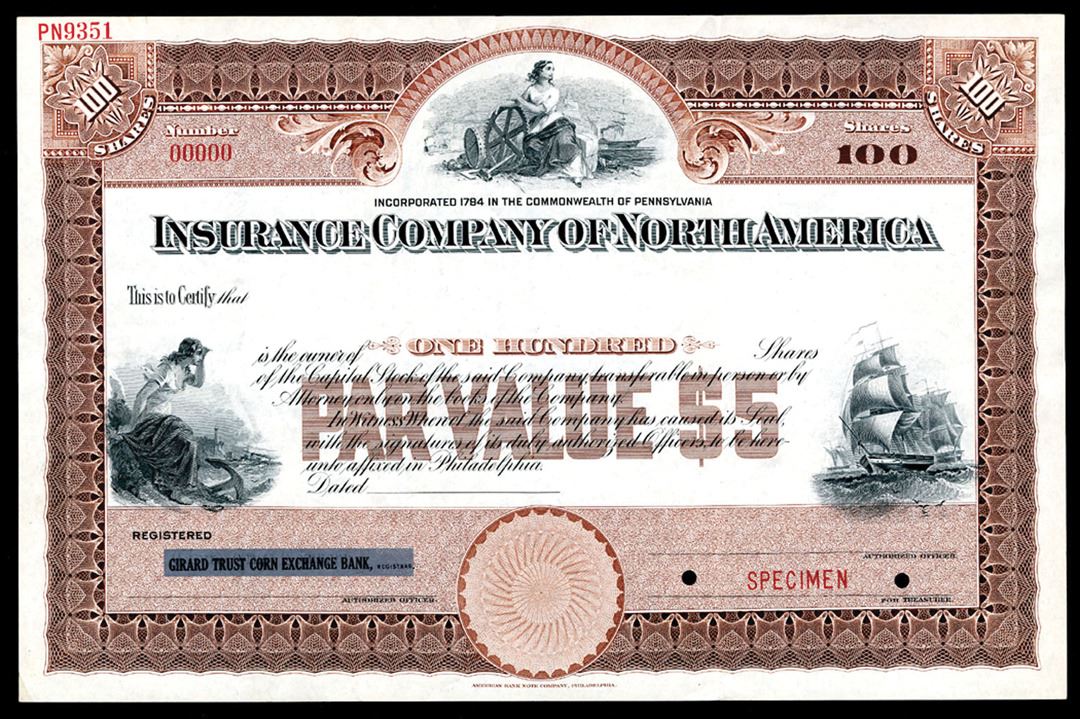 PN9351
100
SHARES
Number
00000
Shares
100
100
SHARES
INCORPORATED 1794 IN THE COMMONWEALTH OF PENNSYLVANIA
INSURANCE COMPANY OF NORTH AMERICA
This is to Certify that
is the owner of ONE HUNDRED Shares
of the Capital Stock of the said Company, transferable in person or by
Attorney only in the books of the Company.
In Witness Whereof the said Company has caused its Seal,
with the signatures of its duly authorized Officers, to be here-
unto affixed in Philadelphia.
Dated
PAR VALUE $5
REGISTERED
GIRARD TRUST CORN EXCHANGE BANK, REGISTRAR,
AUTHORIZED OFFICER.
AUTHORIZED OFFICER.
SPECIMEN
FOR TREASURER.
AMERICAN BANK NOTE COMPANY, PHILADELPHIA.